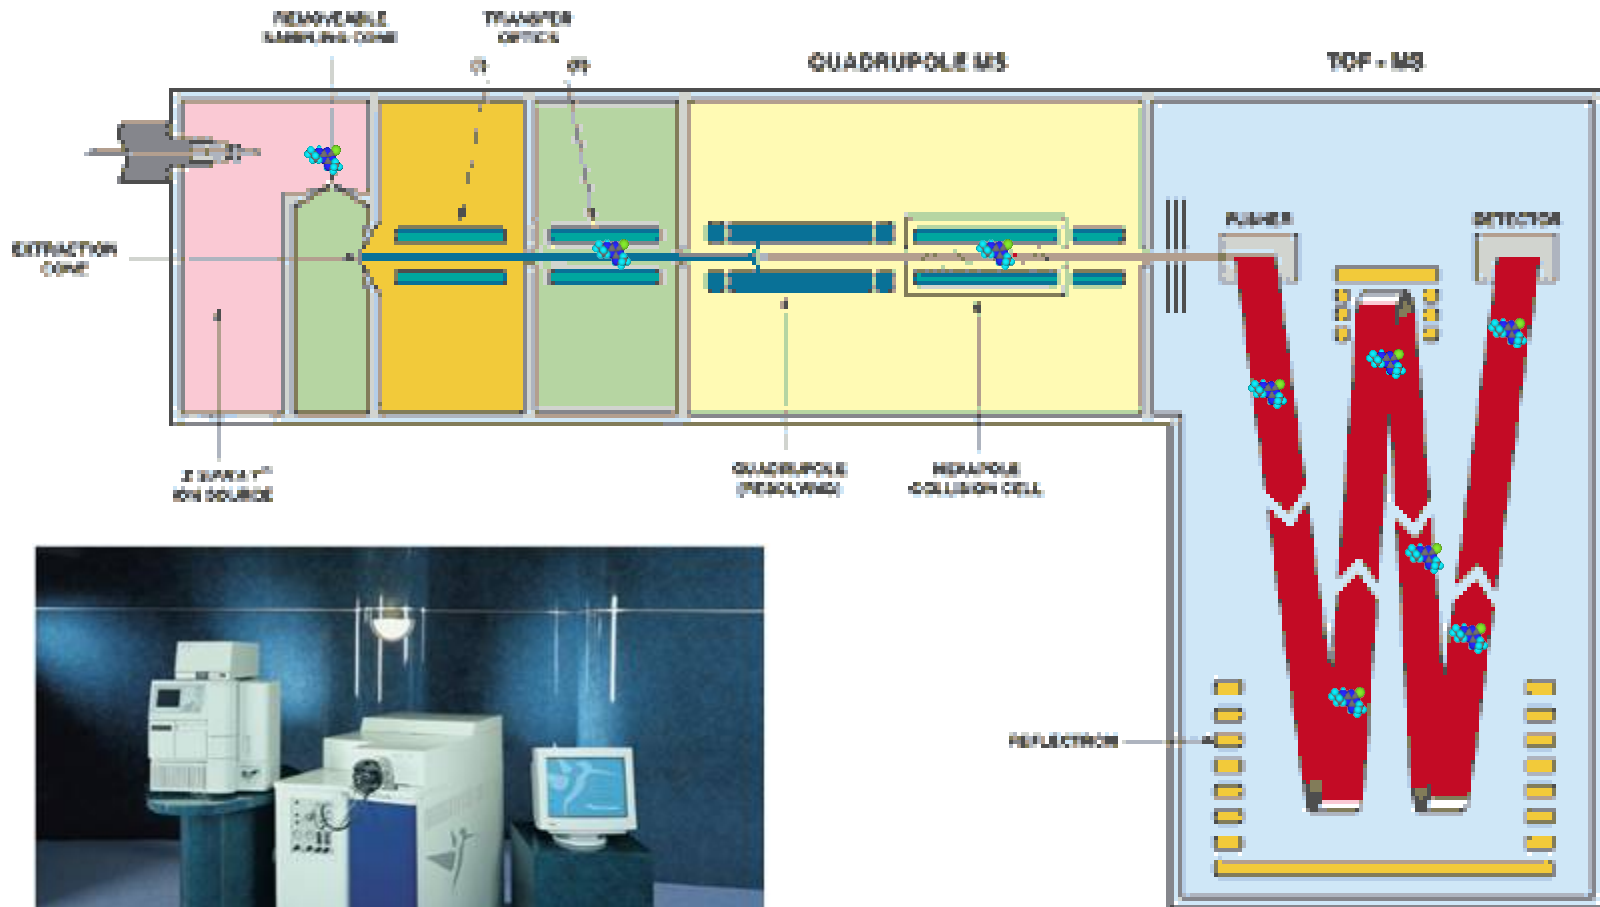 REMOVEABLE
SAMPLING CONE
TRANSFER
OPTICS
QUADRUPOLE MS
TOF - MS
PUSHER
DETECTOR
EXTRACTION
CONE
ION SOURCE
QUADRUPOLE
(RESOLVING)
HEXAPOLE
COLLISION CELL
REFLECTRON